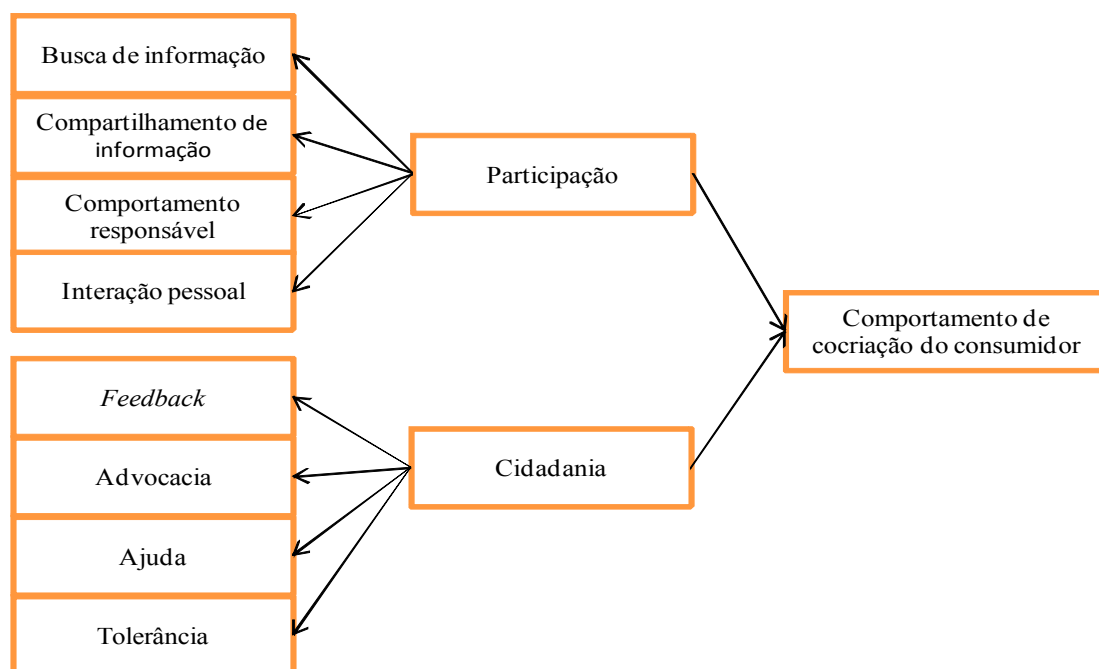 Busca de informação
Compartilhamento de
informação
Comportamento
responsável
Interação pessoal
Participação
Comportamento de
cocriação do consumidor
Feedback
Advocacia
Ajuda
Tolerância
Cidadania